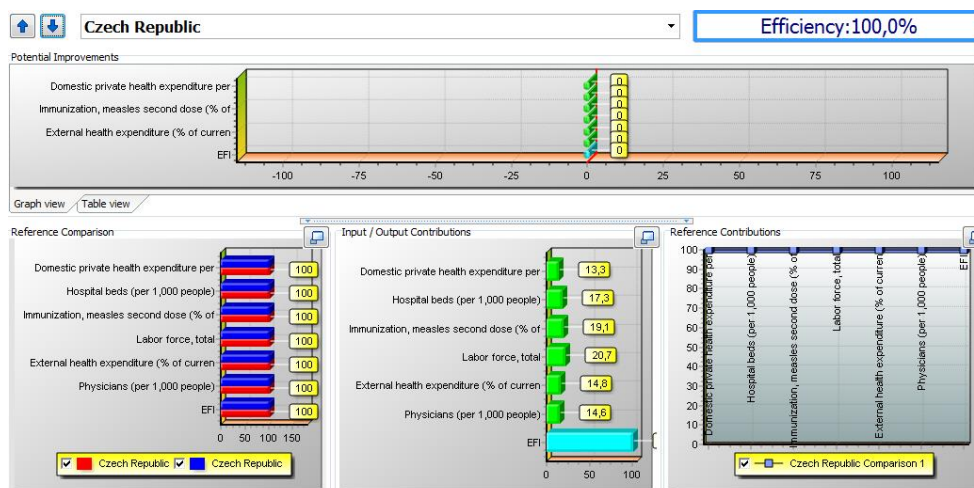 Czech Republic
Efficiency:100,0%
Potential Improvements
Domestic private health expenditure per
Immunization, measles second dose (% of
External health expenditure (% of curren
EFI
0
0
0
0
0
0
0
-100 -75 -50 -25 0 25 50 75 100
Graph view Table view
Reference Comparison
Domestic private health expenditure per 100
Hospital beds (per 1,000 people) 100
Immunization, measles second dose (% of 100
Labor force, total 100
External health expenditure (% of curren 100
Physicians (per 1,000 people) 100
EFI 100
0 50 100 150
Czech Republic Czech Republic
Input / Output Contributions
Domestic private health expenditure per 13,3
Hospital beds (per 1,000 people) 17,3
Immunization, measles second dose (% of 19,1
Labor force, total 20,7
External health expenditure (% of curren 14,8
Physicians (per 1,000 people) 14,6
EFI
0 50 100
Reference Contributions
100
90
80
70
60
50
40
30
20
10
0
Domestic private health expenditure per
Hospital beds (per 1,000 people)
Immunization, measles second dose (% of
Labor force, total
External health expenditure (% of curren
Physicians (per 1,000 people)
EFI
Czech Republic Comparison 1